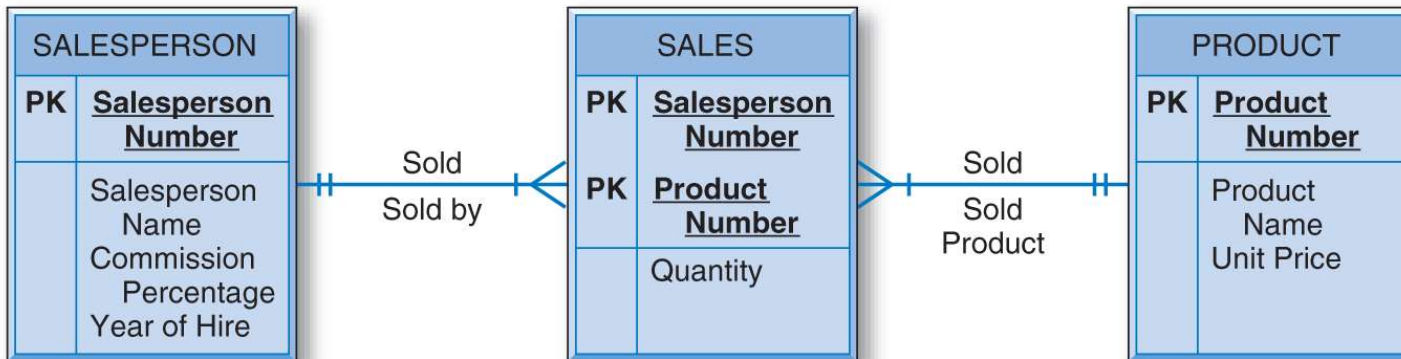 SALESPERSON
PK Salesperson
Number
Salesperson
Name
Commission
Percentage
Year of Hire
Sold
Sold by
SALES
PK Salesperson
Number
PK Product
Number
Quantity
Sold
Sold
Product
PRODUCT
PK Product
Number
Product
Name
Unit Price